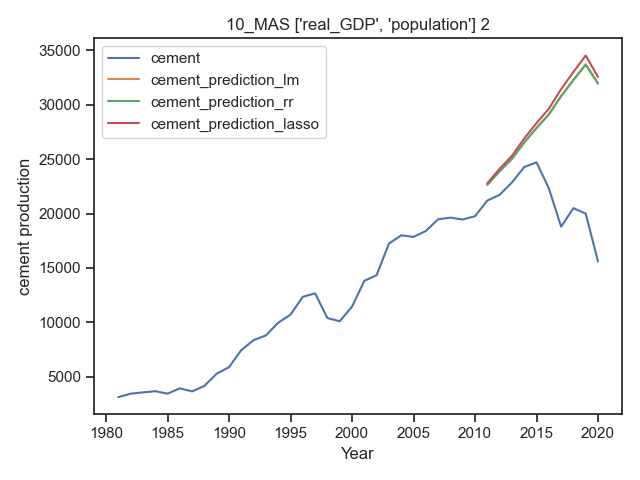 10_MAS ['real_GDP', 'population'] 2
cement
cement_prediction_lm
cement_prediction_rr
cement_prediction_lasso
cement production
35000
30000
25000
20000
15000
10000
5000
1980 1985 1990 1995 2000 2005 2010 2015 2020
Year